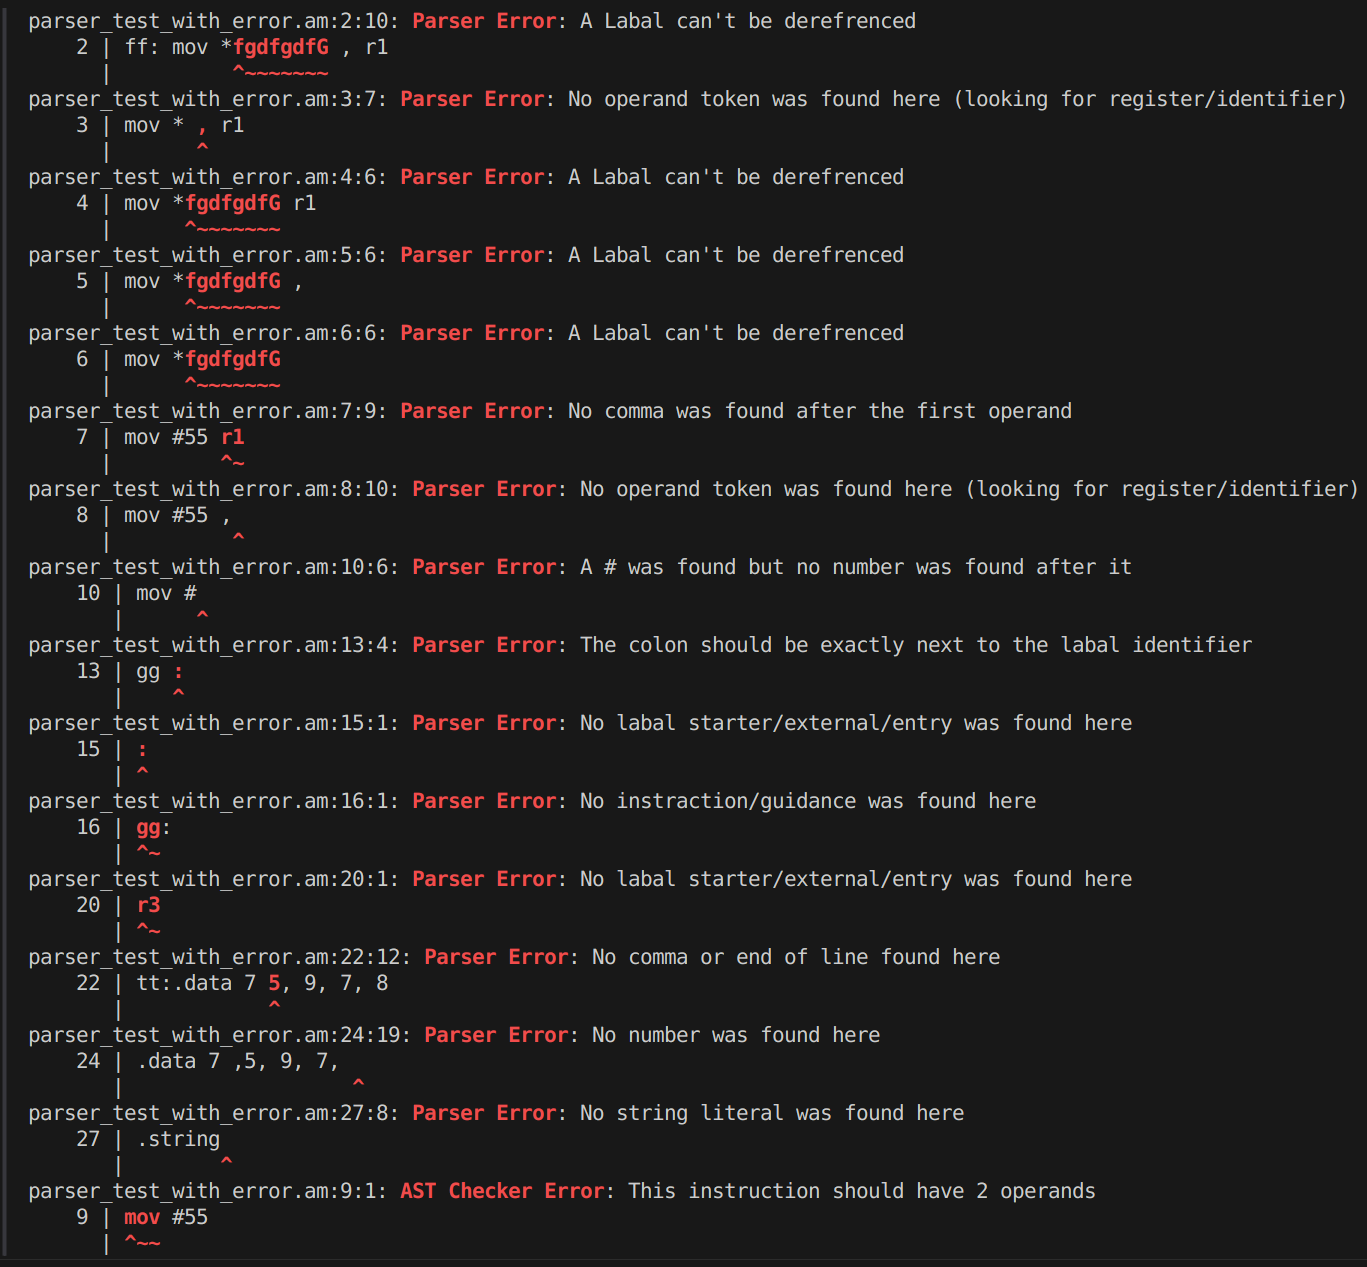 parser_test_with_error.am:2:10: Parser Error: A Labal can't be derefrenced
    2 | ff: mov *fgdfgdfG , r1
      |          ^~~~~~~~
parser_test_with_error.am:3:7: Parser Error: No operand token was found here (looking for register/identifier)
    3 | mov * , r1
      |       ^
parser_test_with_error.am:4:6: Parser Error: A Labal can't be derefrenced
    4 | mov *fgdfgdfG r1
      |      ^~~~~~~~
parser_test_with_error.am:5:6: Parser Error: A Labal can't be derefrenced
    5 | mov *fgdfgdfG ,
      |      ^~~~~~~~
parser_test_with_error.am:6:6: Parser Error: A Labal can't be derefrenced
    6 | mov *fgdfgdfG
      |      ^~~~~~~~
parser_test_with_error.am:7:9: Parser Error: No comma was found after the first operand
    7 | mov #55 r1
      |         ^~
parser_test_with_error.am:8:10: Parser Error: No operand token was found here (looking for register/identifier)
    8 | mov #55 ,
      |          ^
parser_test_with_error.am:10:6: Parser Error: A # was found but no number was found after it
    10 | mov #
       |      ^
parser_test_with_error.am:13:4: Parser Error: The colon should be exactly next to the labal identifier
    13 | gg :
       |    ^
parser_test_with_error.am:15:1: Parser Error: No labal starter/external/entry was found here
    15 | :
       | ^
parser_test_with_error.am:16:1: Parser Error: No instraction/guidance was found here
    16 | gg:
       | ^~
parser_test_with_error.am:20:1: Parser Error: No labal starter/external/entry was found here
    20 | r3
       | ^~
parser_test_with_error.am:22:12: Parser Error: No comma or end of line found here
    22 | tt:.data 7 5, 9, 7, 8
       |            ^
parser_test_with_error.am:24:19: Parser Error: No number was found here
    24 | .data 7 ,5, 9, 7,
       |                   ^
parser_test_with_error.am:27:8: Parser Error: No string literal was found here
    27 | .string
       |        ^
parser_test_with_error.am:9:1: AST Checker Error: This instruction should have 2 operands
    9 | mov #55
      | ^~~